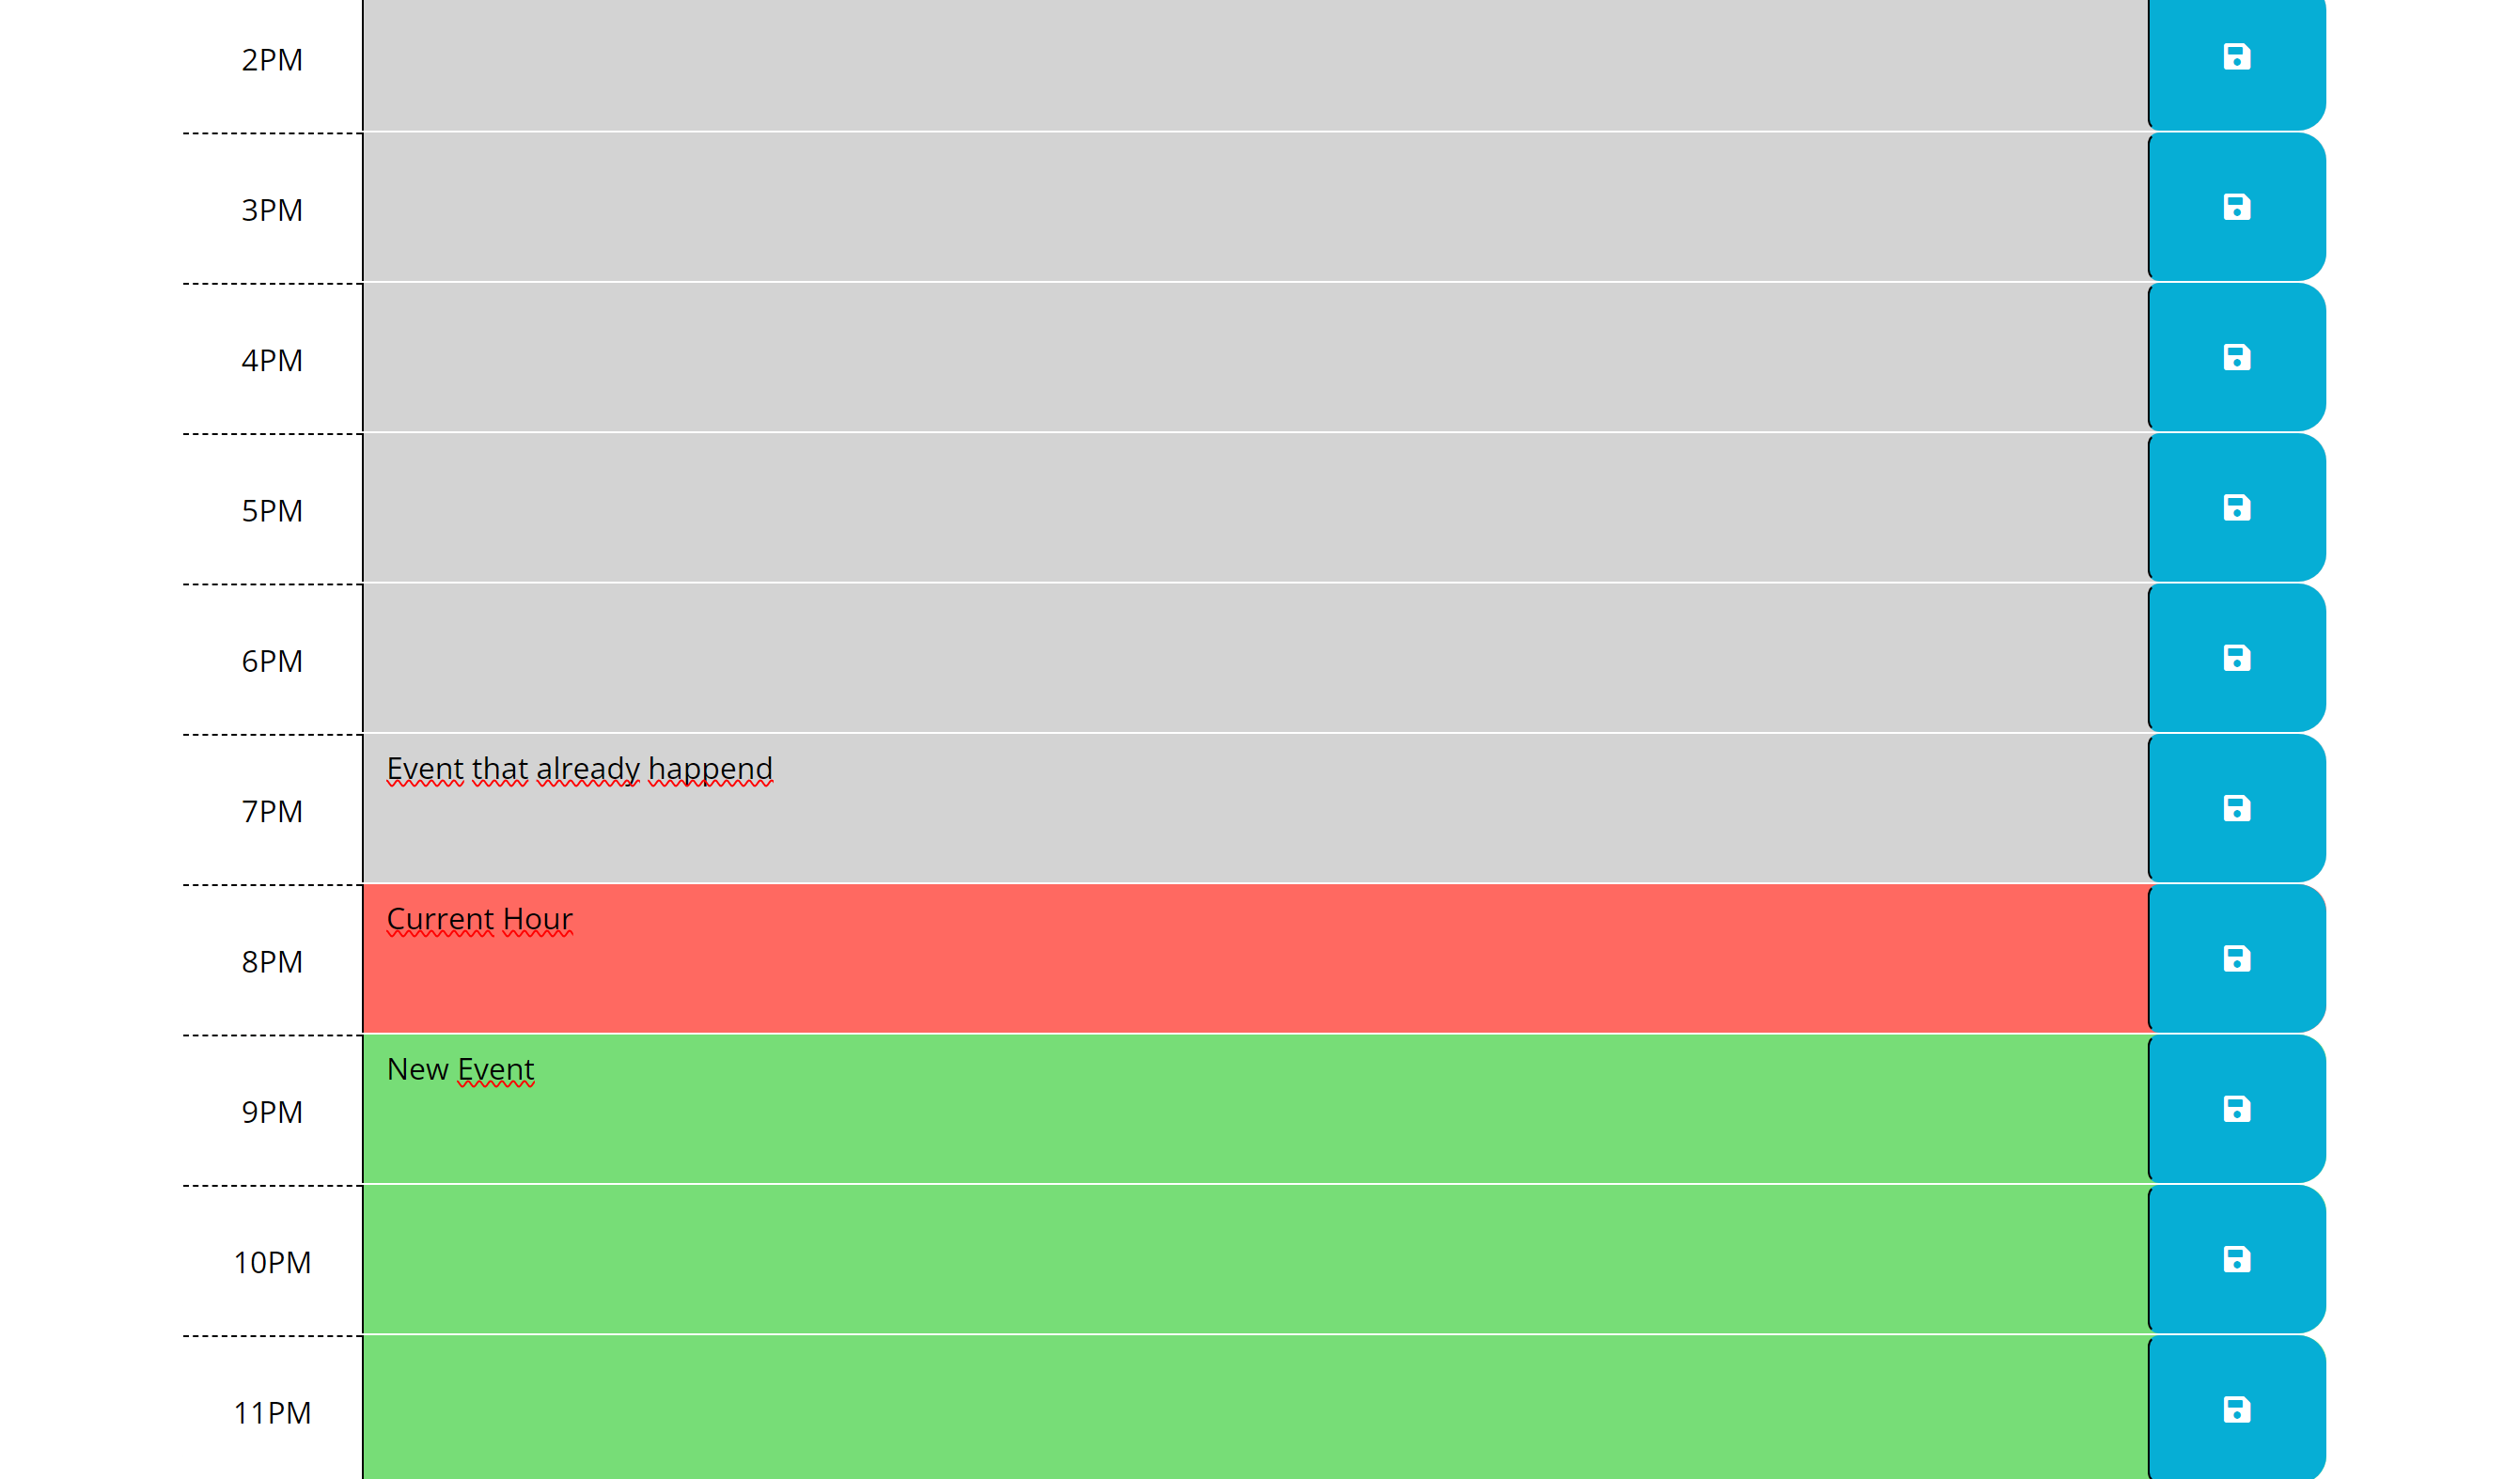 2PM
3PM
4PM
5PM
6PM
Event that already happend
7PM
Current Hour
8PM
New Event
9PM
10PM
11PM